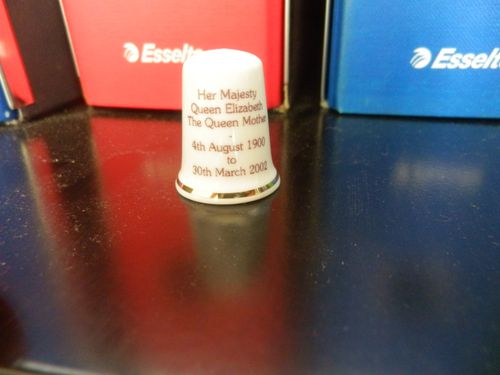 Esselte
Esselte
Her Majesty
Queen Elizabeth
The Queen Mother
-
4th August 1900
to
30th March 2002